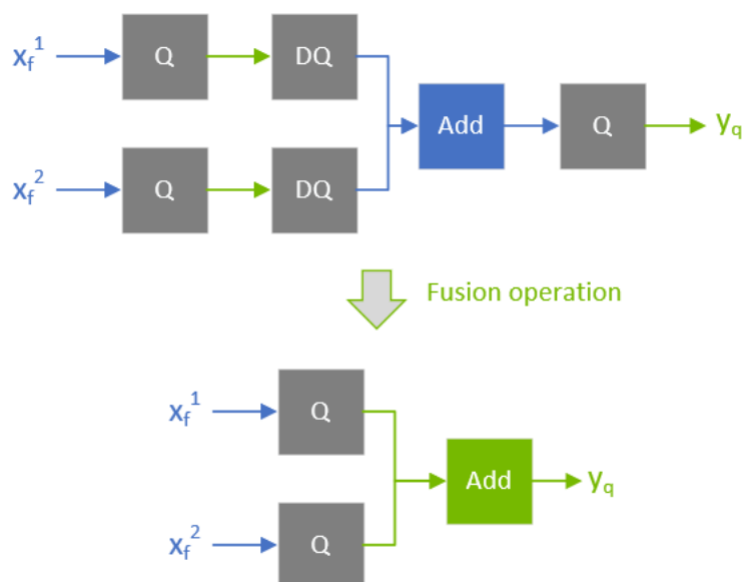 x_f^1 Q DQ
Add Q y_q
x_f^2 Q DQ
Fusion operation
x_f^1 Q
Add y_q
x_f^2 Q